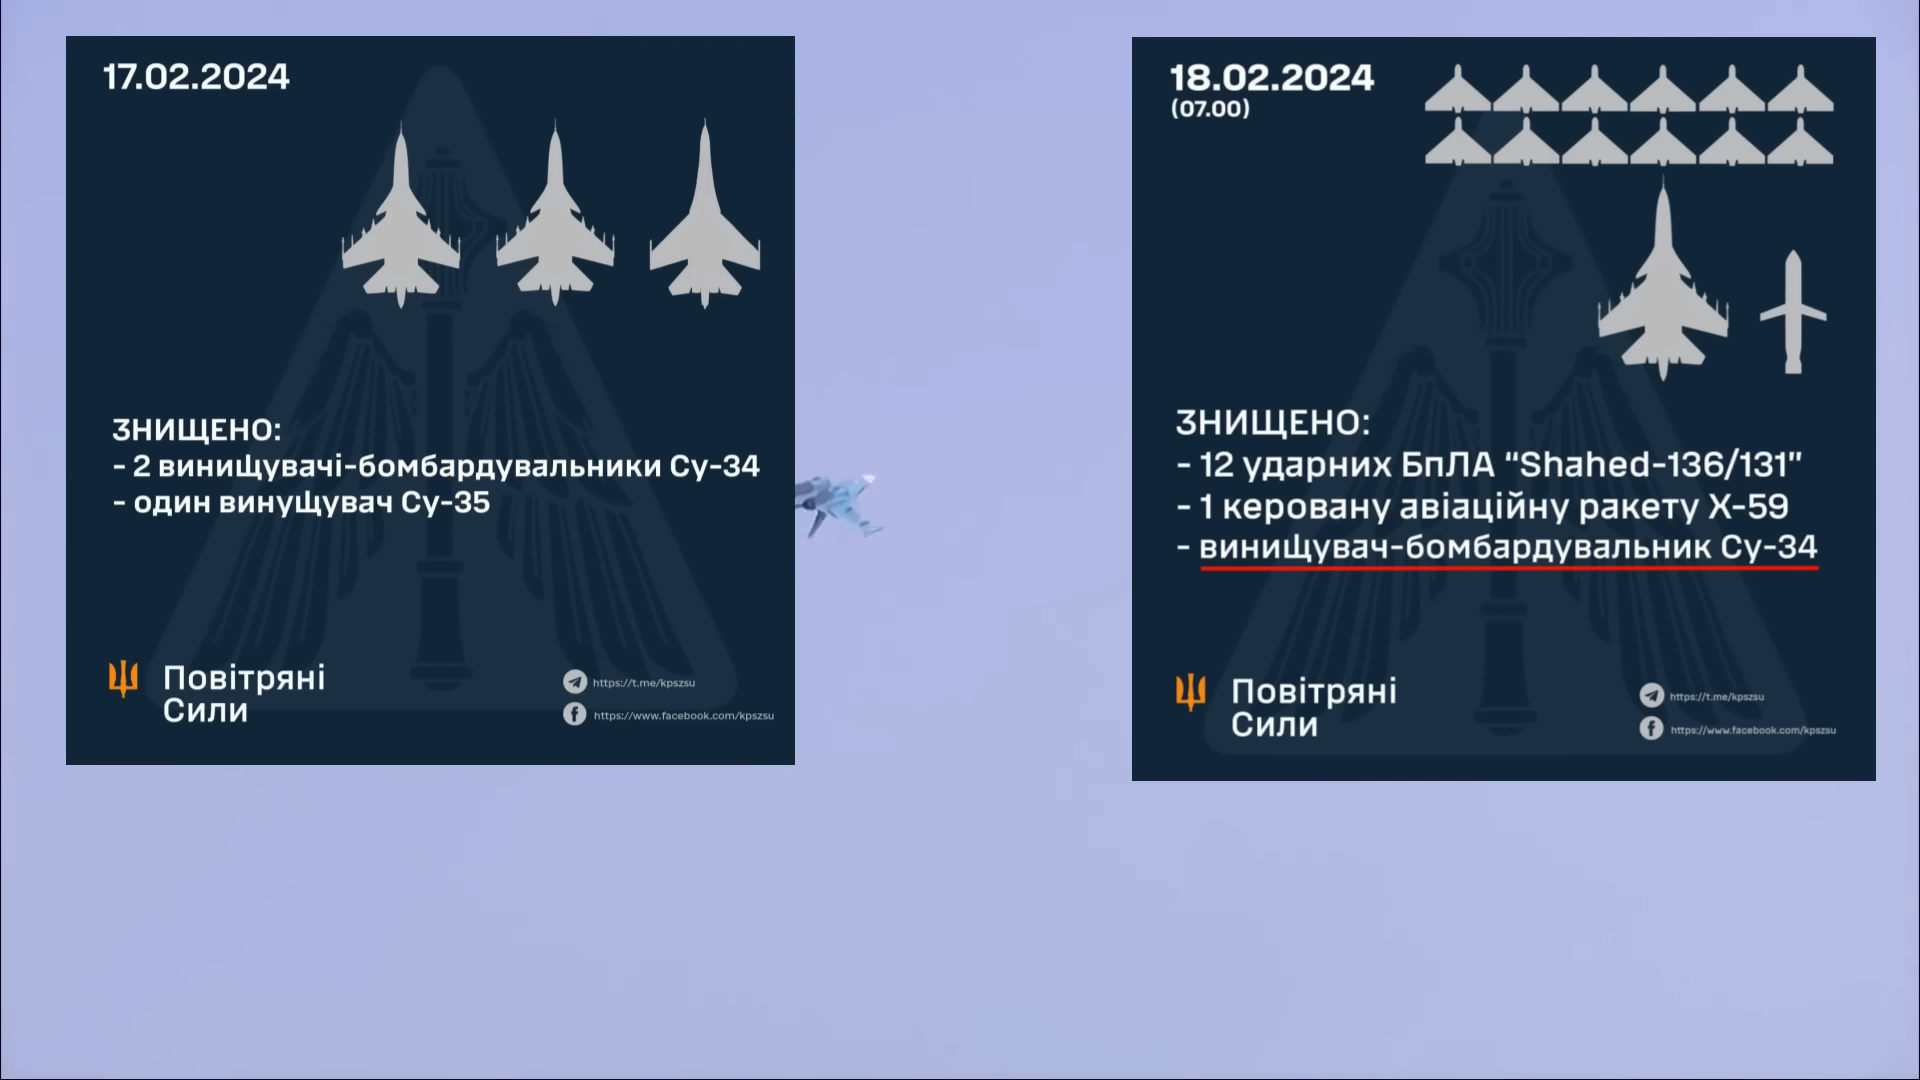 17.02.2024
ЗНИЩЕНО:
- 2 винищувачі-бомбардувальники Су-34
- один винущувач Су-35
Повітряні
Сили
https://t.me/kpszsu
https://www.facebook.com/kpszsu
18.02.2024
(07.00)
ЗНИЩЕНО:
- 12 ударних БпЛА “Shahed-136/131”
- 1 керовану авіаційну ракету Х-59
- винищувач-бомбардувальник Су-34
Повітряні
Сили
https://t.me/kpszsu
https://www.facebook.com/kpszsu